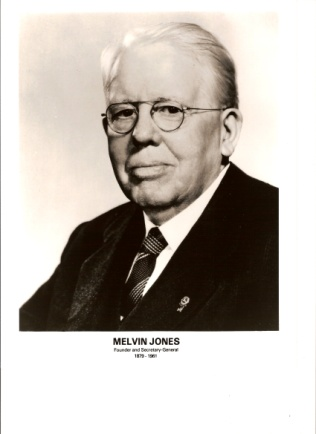 MELVIN JONES
Founder and Secretary-General
1879 - 1961